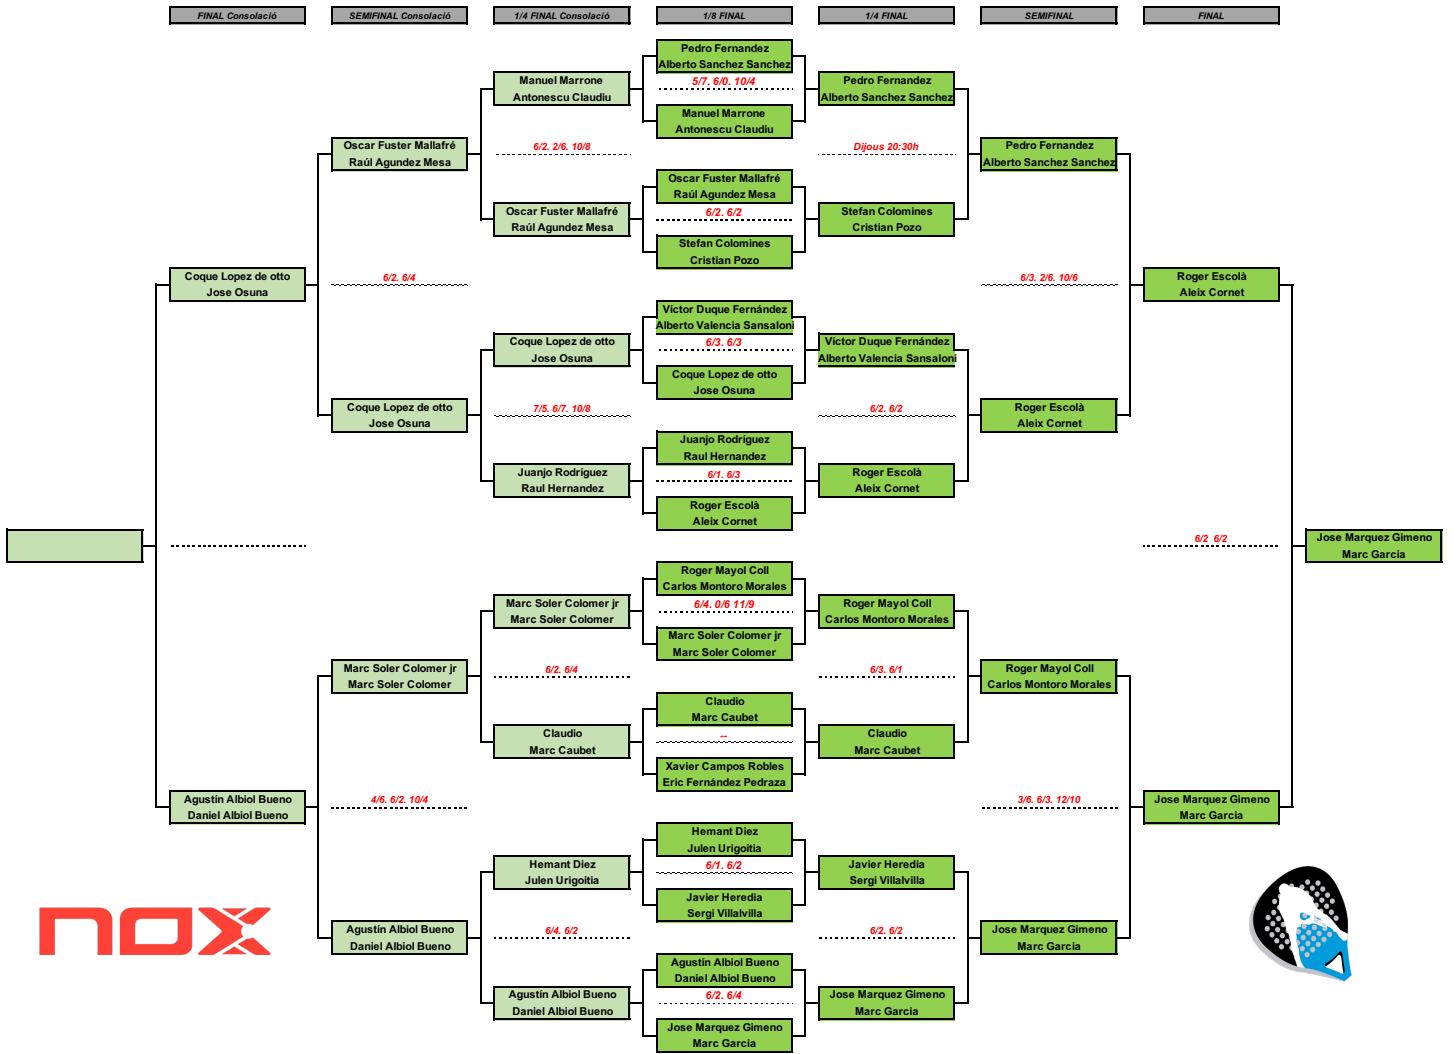 FINAL Consolació
SEMIFINAL Consolació
1/4 FINAL Consolació
1/8 FINAL
1/4 FINAL
SEMIFINAL
FINAL
Coque Lopez de otto
Jose Osuna
Agustín Albiol Bueno
Daniel Albiol Bueno
Oscar Fuster Mallafré
Raúl Agundez Mesa
6/2. 6/4
Coque Lopez de otto
Jose Osuna
Marc Soler Colomer jr
Marc Soler Colomer
4/6. 6/2. 10/4
Agustín Albiol Bueno
Daniel Albiol Bueno
Manuel Marrone
Antonescu Claudiu
6/2. 2/6. 10/8
Oscar Fuster Mallafré
Raúl Agundez Mesa
Coque Lopez de otto
Jose Osuna
7/5. 6/7. 10/8
Juanjo Rodríguez
Raul Hernandez
Marc Soler Colomer jr
Marc Soler Colomer
6/2. 6/4
Claudio
Marc Caubet
Hemant Diez
Julen Urigoitia
6/4. 6/2
Agustín Albiol Bueno
Daniel Albiol Bueno
Pedro Fernandez
Alberto Sanchez Sanchez
5/7. 6/0. 10/4
Manuel Marrone
Antonescu Claudiu
Oscar Fuster Mallafré
Raúl Agundez Mesa
6/2. 6/2
Stefan Colomines
Cristian Pozo
Víctor Duque Fernández
Alberto Valencia Sansaloni
6/3. 6/3
Coque Lopez de otto
Jose Osuna
Juanjo Rodríguez
Raul Hernandez
6/1. 6/3
Roger Escolà
Aleix Cornet
Roger Mayol Coll
Carlos Montoro Morales
6/4. 0/6 11/9
Marc Soler Colomer jr
Marc Soler Colomer
Claudio
Marc Caubet
--
Xavier Campos Robles
Eric Fernández Pedraza
Hemant Diez
Julen Urigoitia
6/1. 6/2
Javier Heredia
Sergi Villalvilla
Agustín Albiol Bueno
Daniel Albiol Bueno
6/2. 6/4
Jose Marquez Gimeno
Marc Garcia
Pedro Fernandez
Alberto Sanchez Sanchez
Dijous 20:30h
Stefan Colomines
Cristian Pozo
Víctor Duque Fernández
Alberto Valencia Sansaloni
6/2. 6/2
Roger Escolà
Aleix Cornet
Roger Mayol Coll
Carlos Montoro Morales
6/3. 6/1
Claudio
Marc Caubet
Javier Heredia
Sergi Villalvilla
6/2. 6/2
Jose Marquez Gimeno
Marc Garcia
Pedro Fernandez
Alberto Sanchez Sanchez
6/3. 2/6. 10/6
Roger Escolà
Aleix Cornet
Roger Mayol Coll
Carlos Montoro Morales
3/6. 6/3. 12/10
Jose Marquez Gimeno
Marc Garcia
Roger Escolà
Aleix Cornet
6/2 6/2
Jose Marquez Gimeno
Marc Garcia
Jose Marquez Gimeno
Marc Garcia
nox